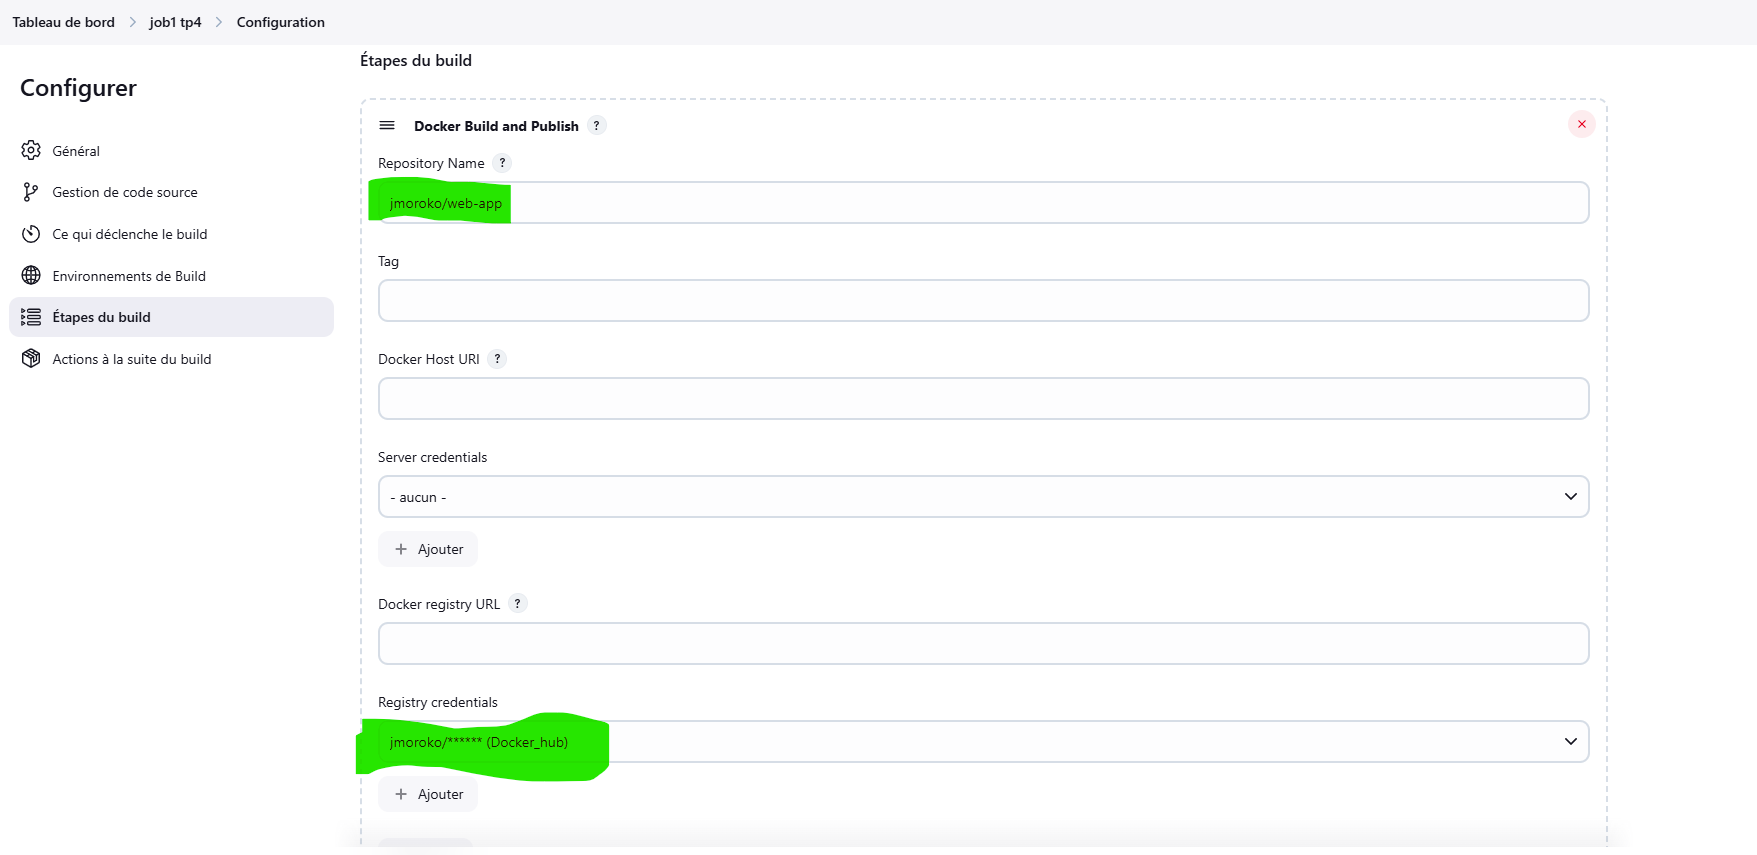 Tableau de bord > job1 tp4 > Configuration
Étapes du build
Configurer
Général
Gestion de code source
Ce qui déclenche le build
Environnements de Build
Étapes du build
Actions à la suite du build
Docker Build and Publish ?
Repository Name ?
jmoroko/web-app
Tag
Docker Host URI ?
Server credentials
- aucun -
+ Ajouter
Docker registry URL ?
Registry credentials
jmoroko/****** (Docker_hub)
+ Ajouter